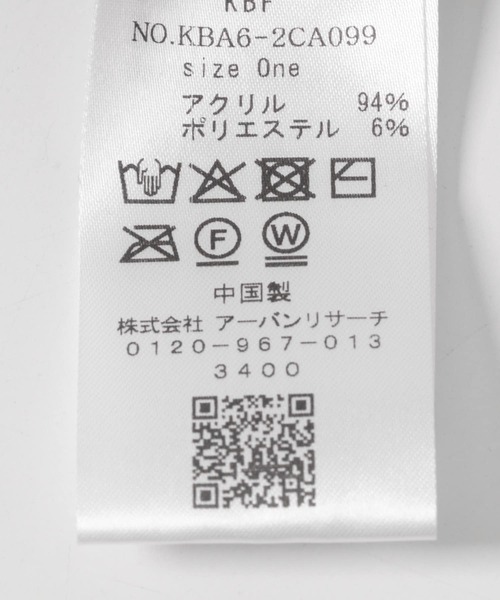 KBF
NO.KBA6-2CA099
size One
アクリル 94%
ポリエステル 6%
F W
中国製
株式会社 アーバンリサーチ
0120-967-013
3400